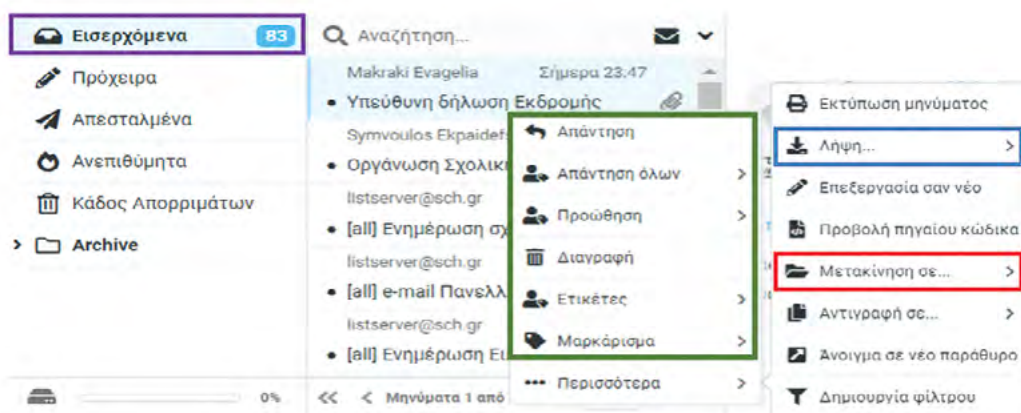 Εισερχόμενα 83
Πρόχειρα
Απεσταλμένα
Ανεπιθύμητα
Κάδος Απορριμάτων
Archive
0%
Αναζήτηση...
Makraki Evagelia Σήμερα 23:47
Υπεύθυνη δήλωση Εκδρομής
Symvoulos Ekpaidef
Οργάνωση Σχολικ
listserver@sch.gr
[all] Ενημέρωση σχ
listserver@sch.gr
[all] e-mail Πανελλ
listserver@sch.gr
[all] Ενημέρωση Ευ
Μηνύματα 1 από
Απάντηση
Απάντηση όλων
Προώθηση
Διαγραφή
Ετικέτες
Μαρκάρισμα
Περισσότερα
Εκτύπωση μηνύματος
Λήψη...
Επεξεργασία σαν νέο
Προβολή πηγαίου κώδικα
Μετακίνηση σε...
Αντιγραφή σε...
Άνοιγμα σε νέο παράθυρο
Δημιουργία φίλτρου